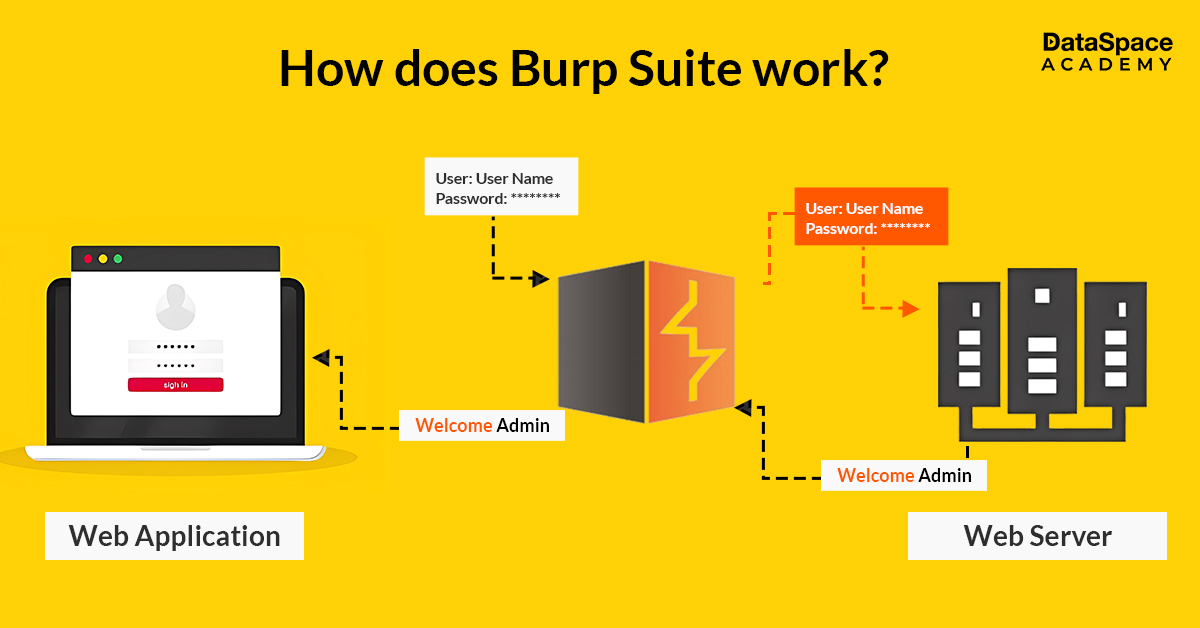 How does Burp Suite work?
DataSpace
ACADEMY
User: User Name
Password: ********
User: User Name
Password: ********
••••••
••••••
sigh in
Welcome Admin
Welcome Admin
Web Application
Web Server